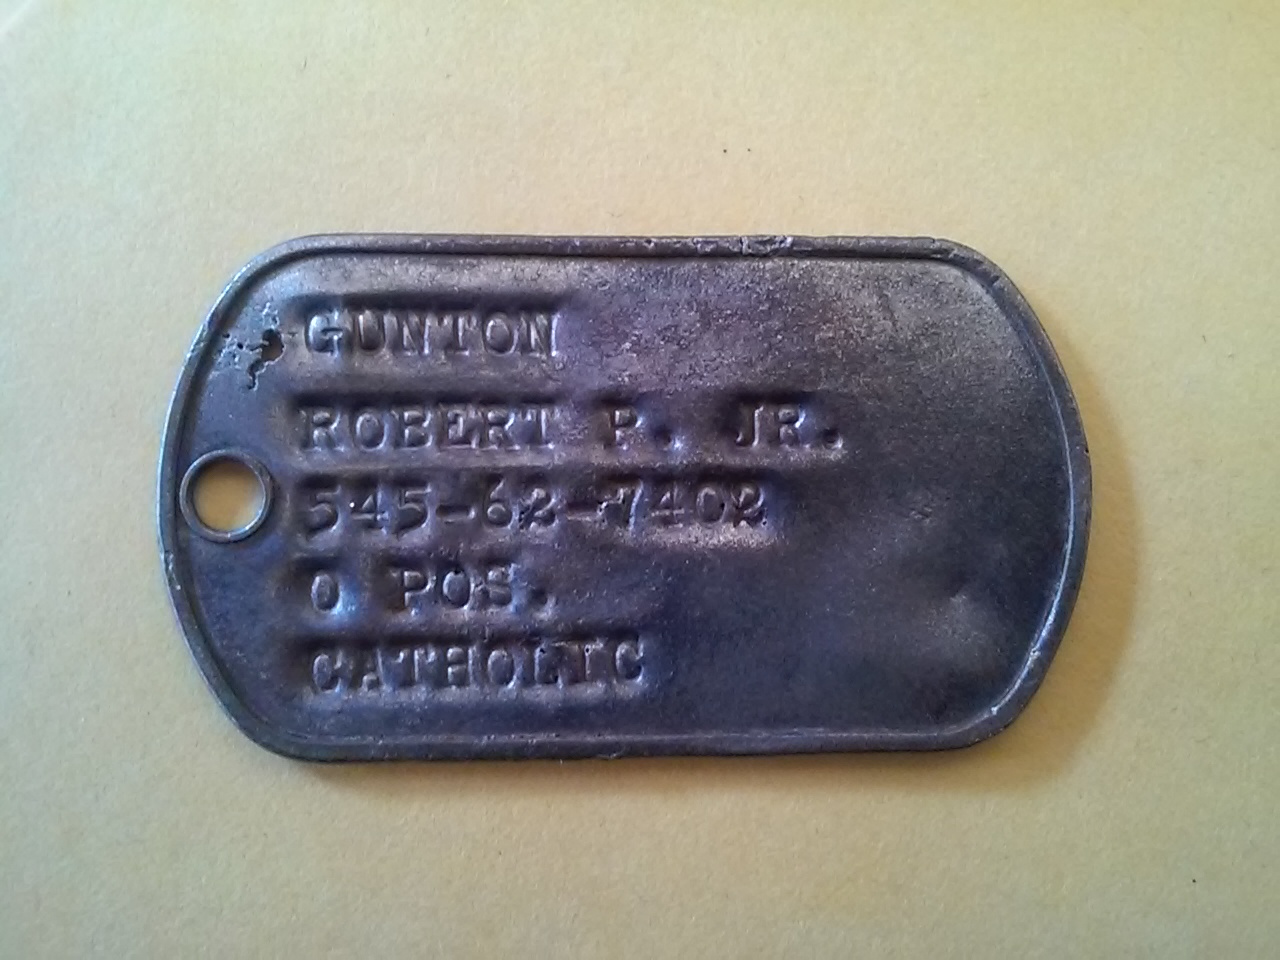 GUNTON
ROBERT P. JR.
545-62-7402
O POS.
CATHOLIC